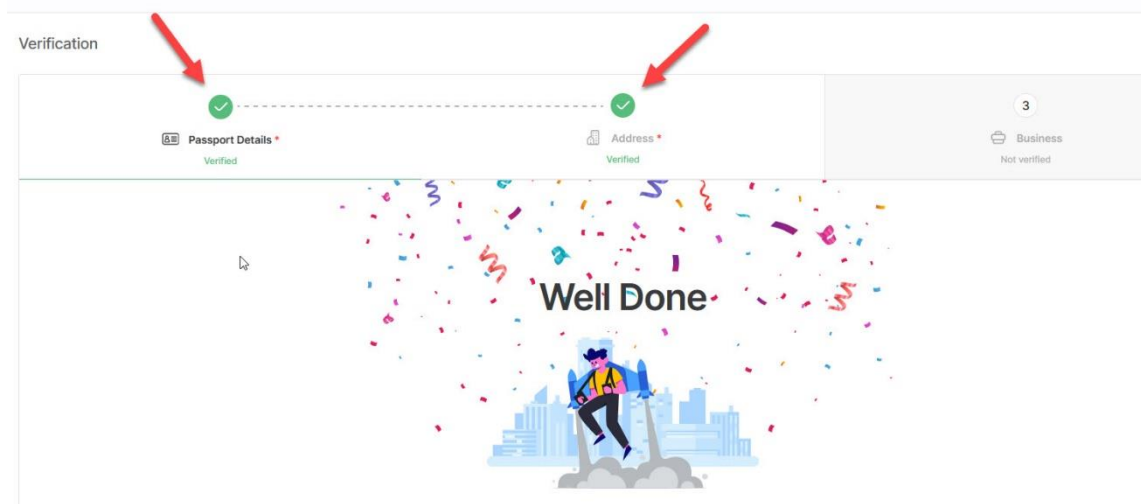 Verification
3
Passport Details *
Address *
Business
Verified
Verified
Not verified
Well Done